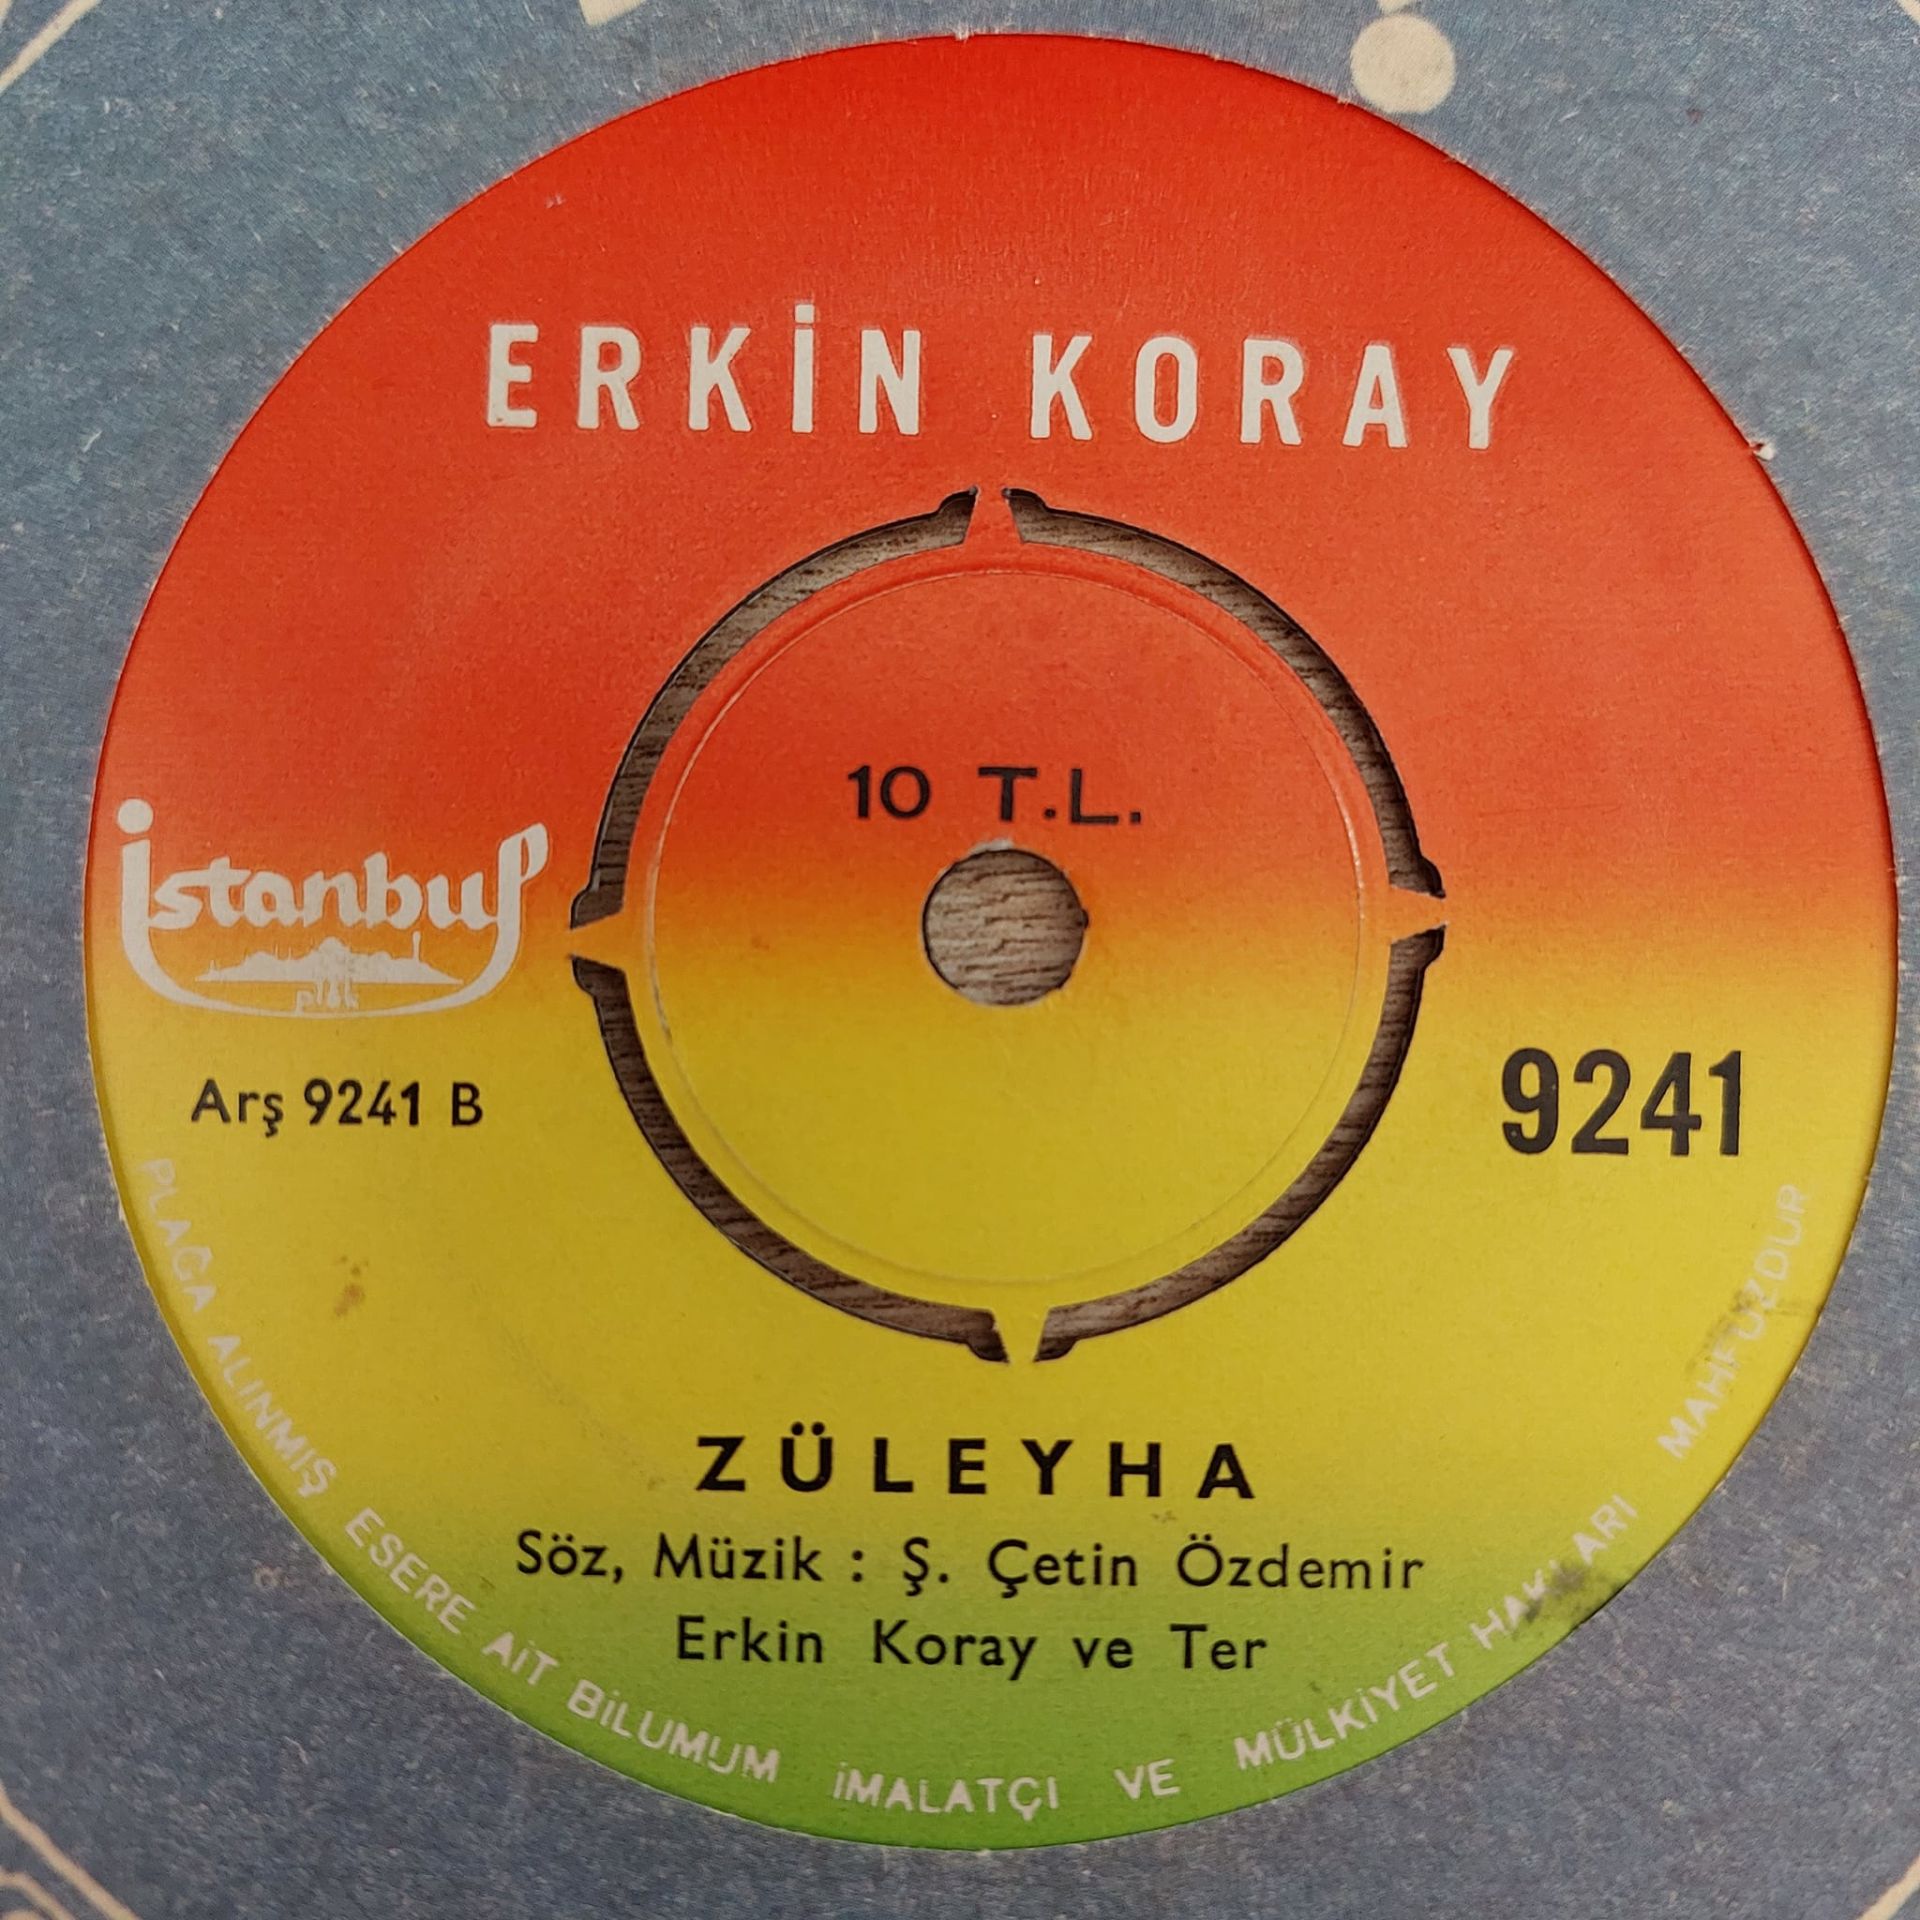 ERKİN KORAY
10 T.L.
istanbul
plak
Arş 9241 B
9241
ZÜLEYHA
Söz, Müzik : Ş. Çetin Özdemir
Erkin Koray ve Ter
PLAĞA ALINMIŞ ESERE AİT BİLUMUM İMALATÇI VE MÜLKİYET HAKLARI MAHFUZDUR